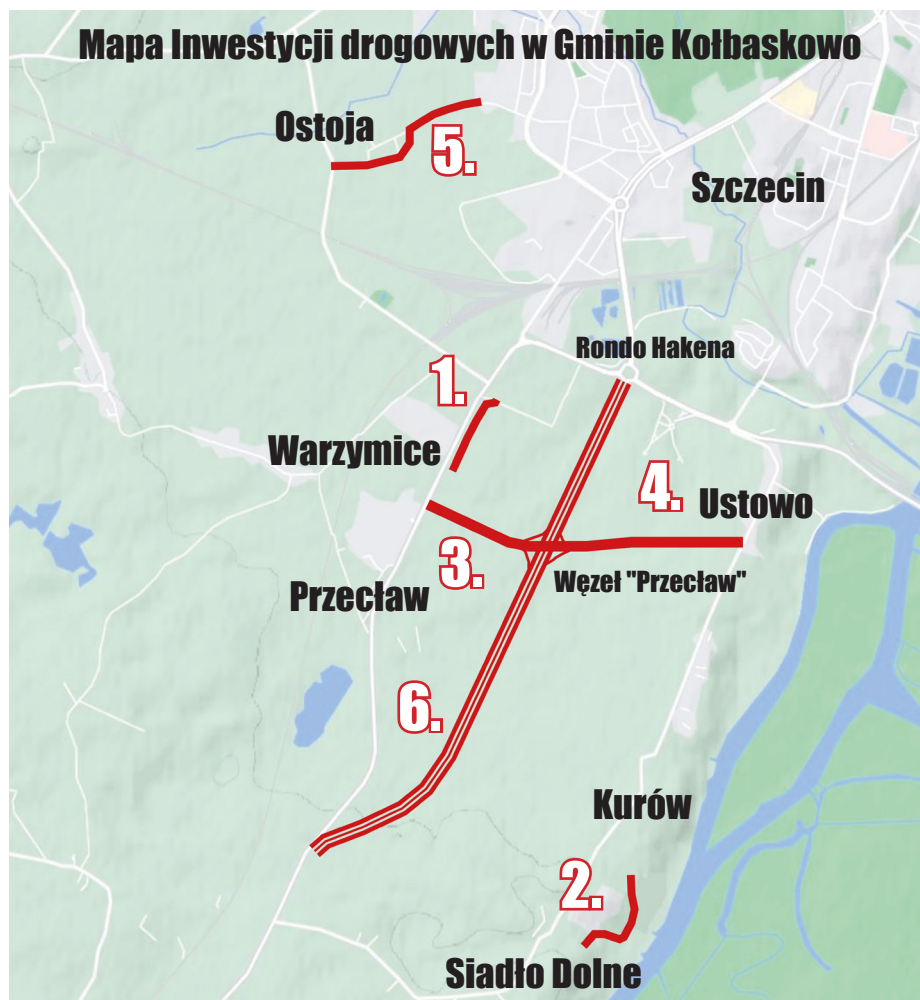 Mapa Inwestycji drogowych w Gminie Kołbaskowo
Ostoja
5.
Szczecin
Rondo Hakena
1.
Warzymice
4.
Ustowo
3.
Węzeł "Przecław"
Przecław
6.
Kurów
2.
Siadło Dolne